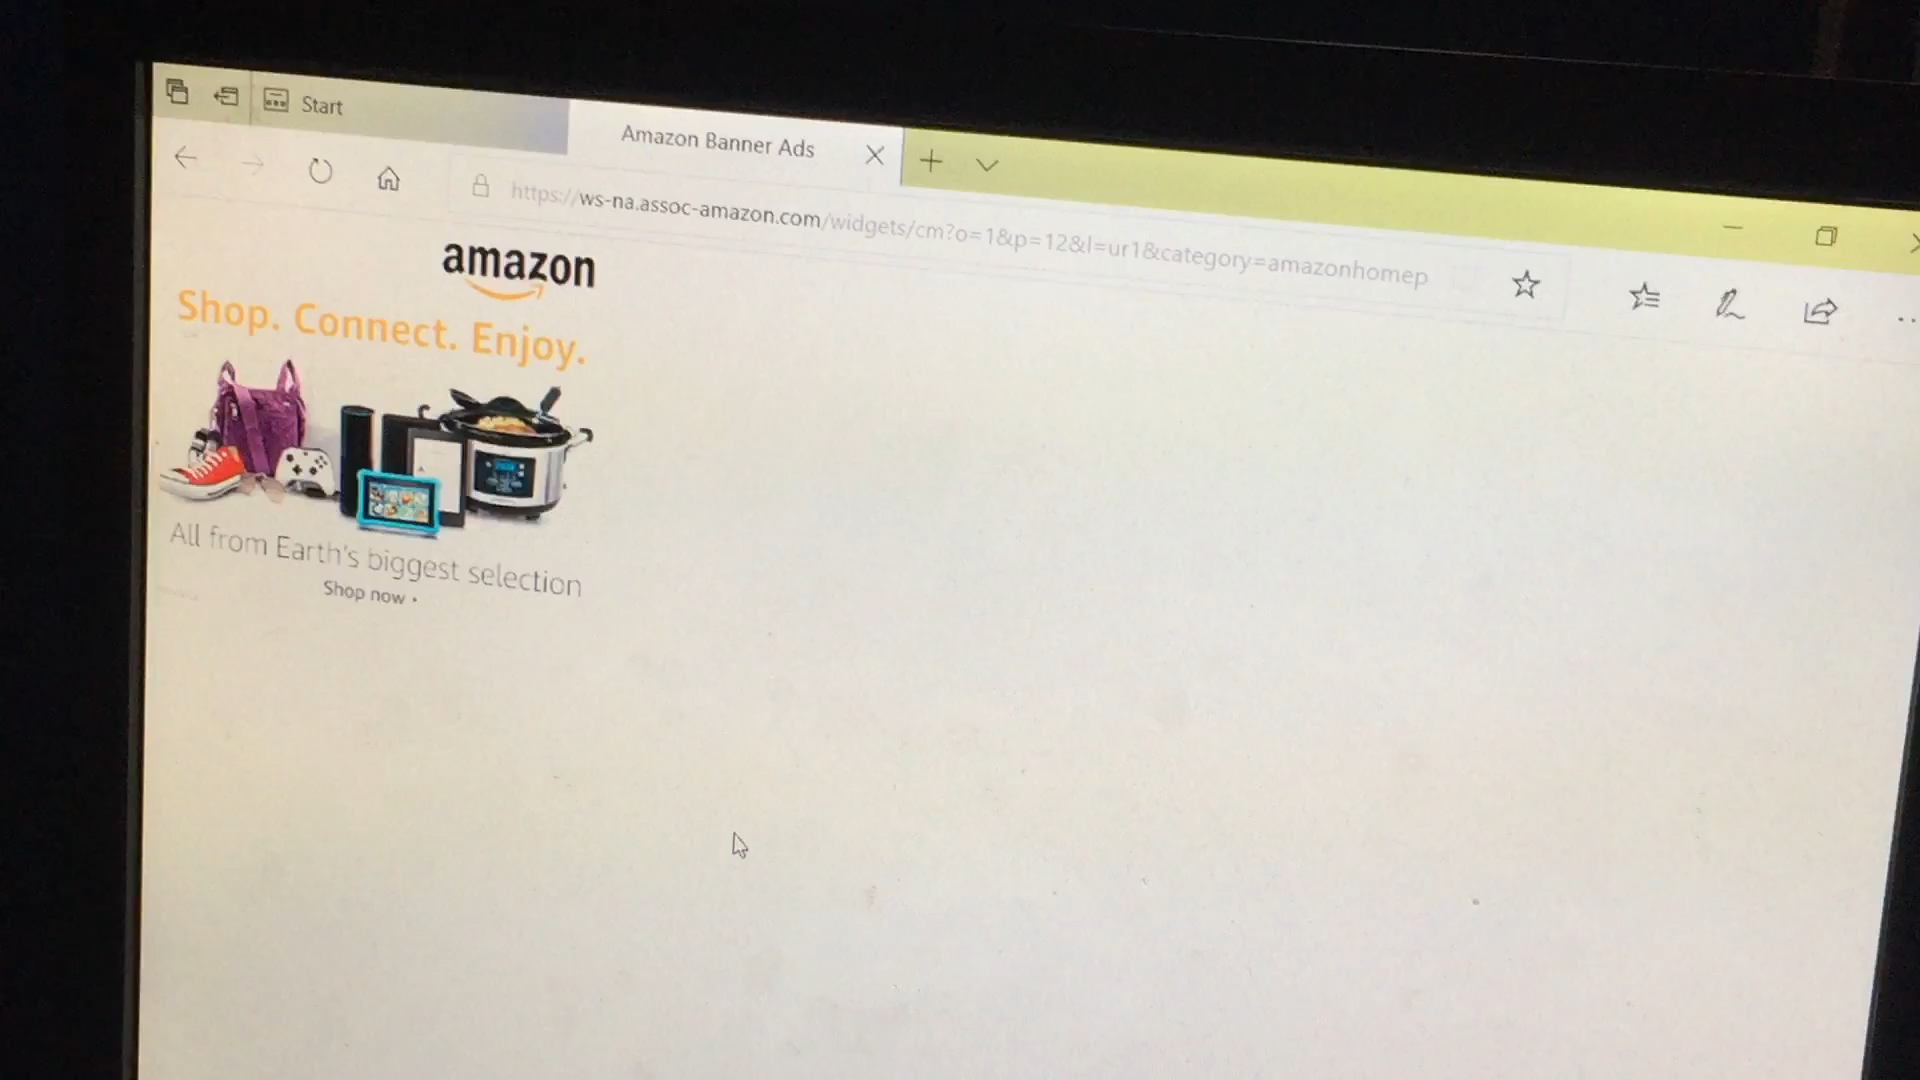 Start
Amazon Banner Ads
https://ws-na.assoc-amazon.com/widgets/cm?o=1&p=12&l=ur1&category=amazonhomep
amazon
Shop. Connect. Enjoy.
All from Earth's biggest selection
Shop now